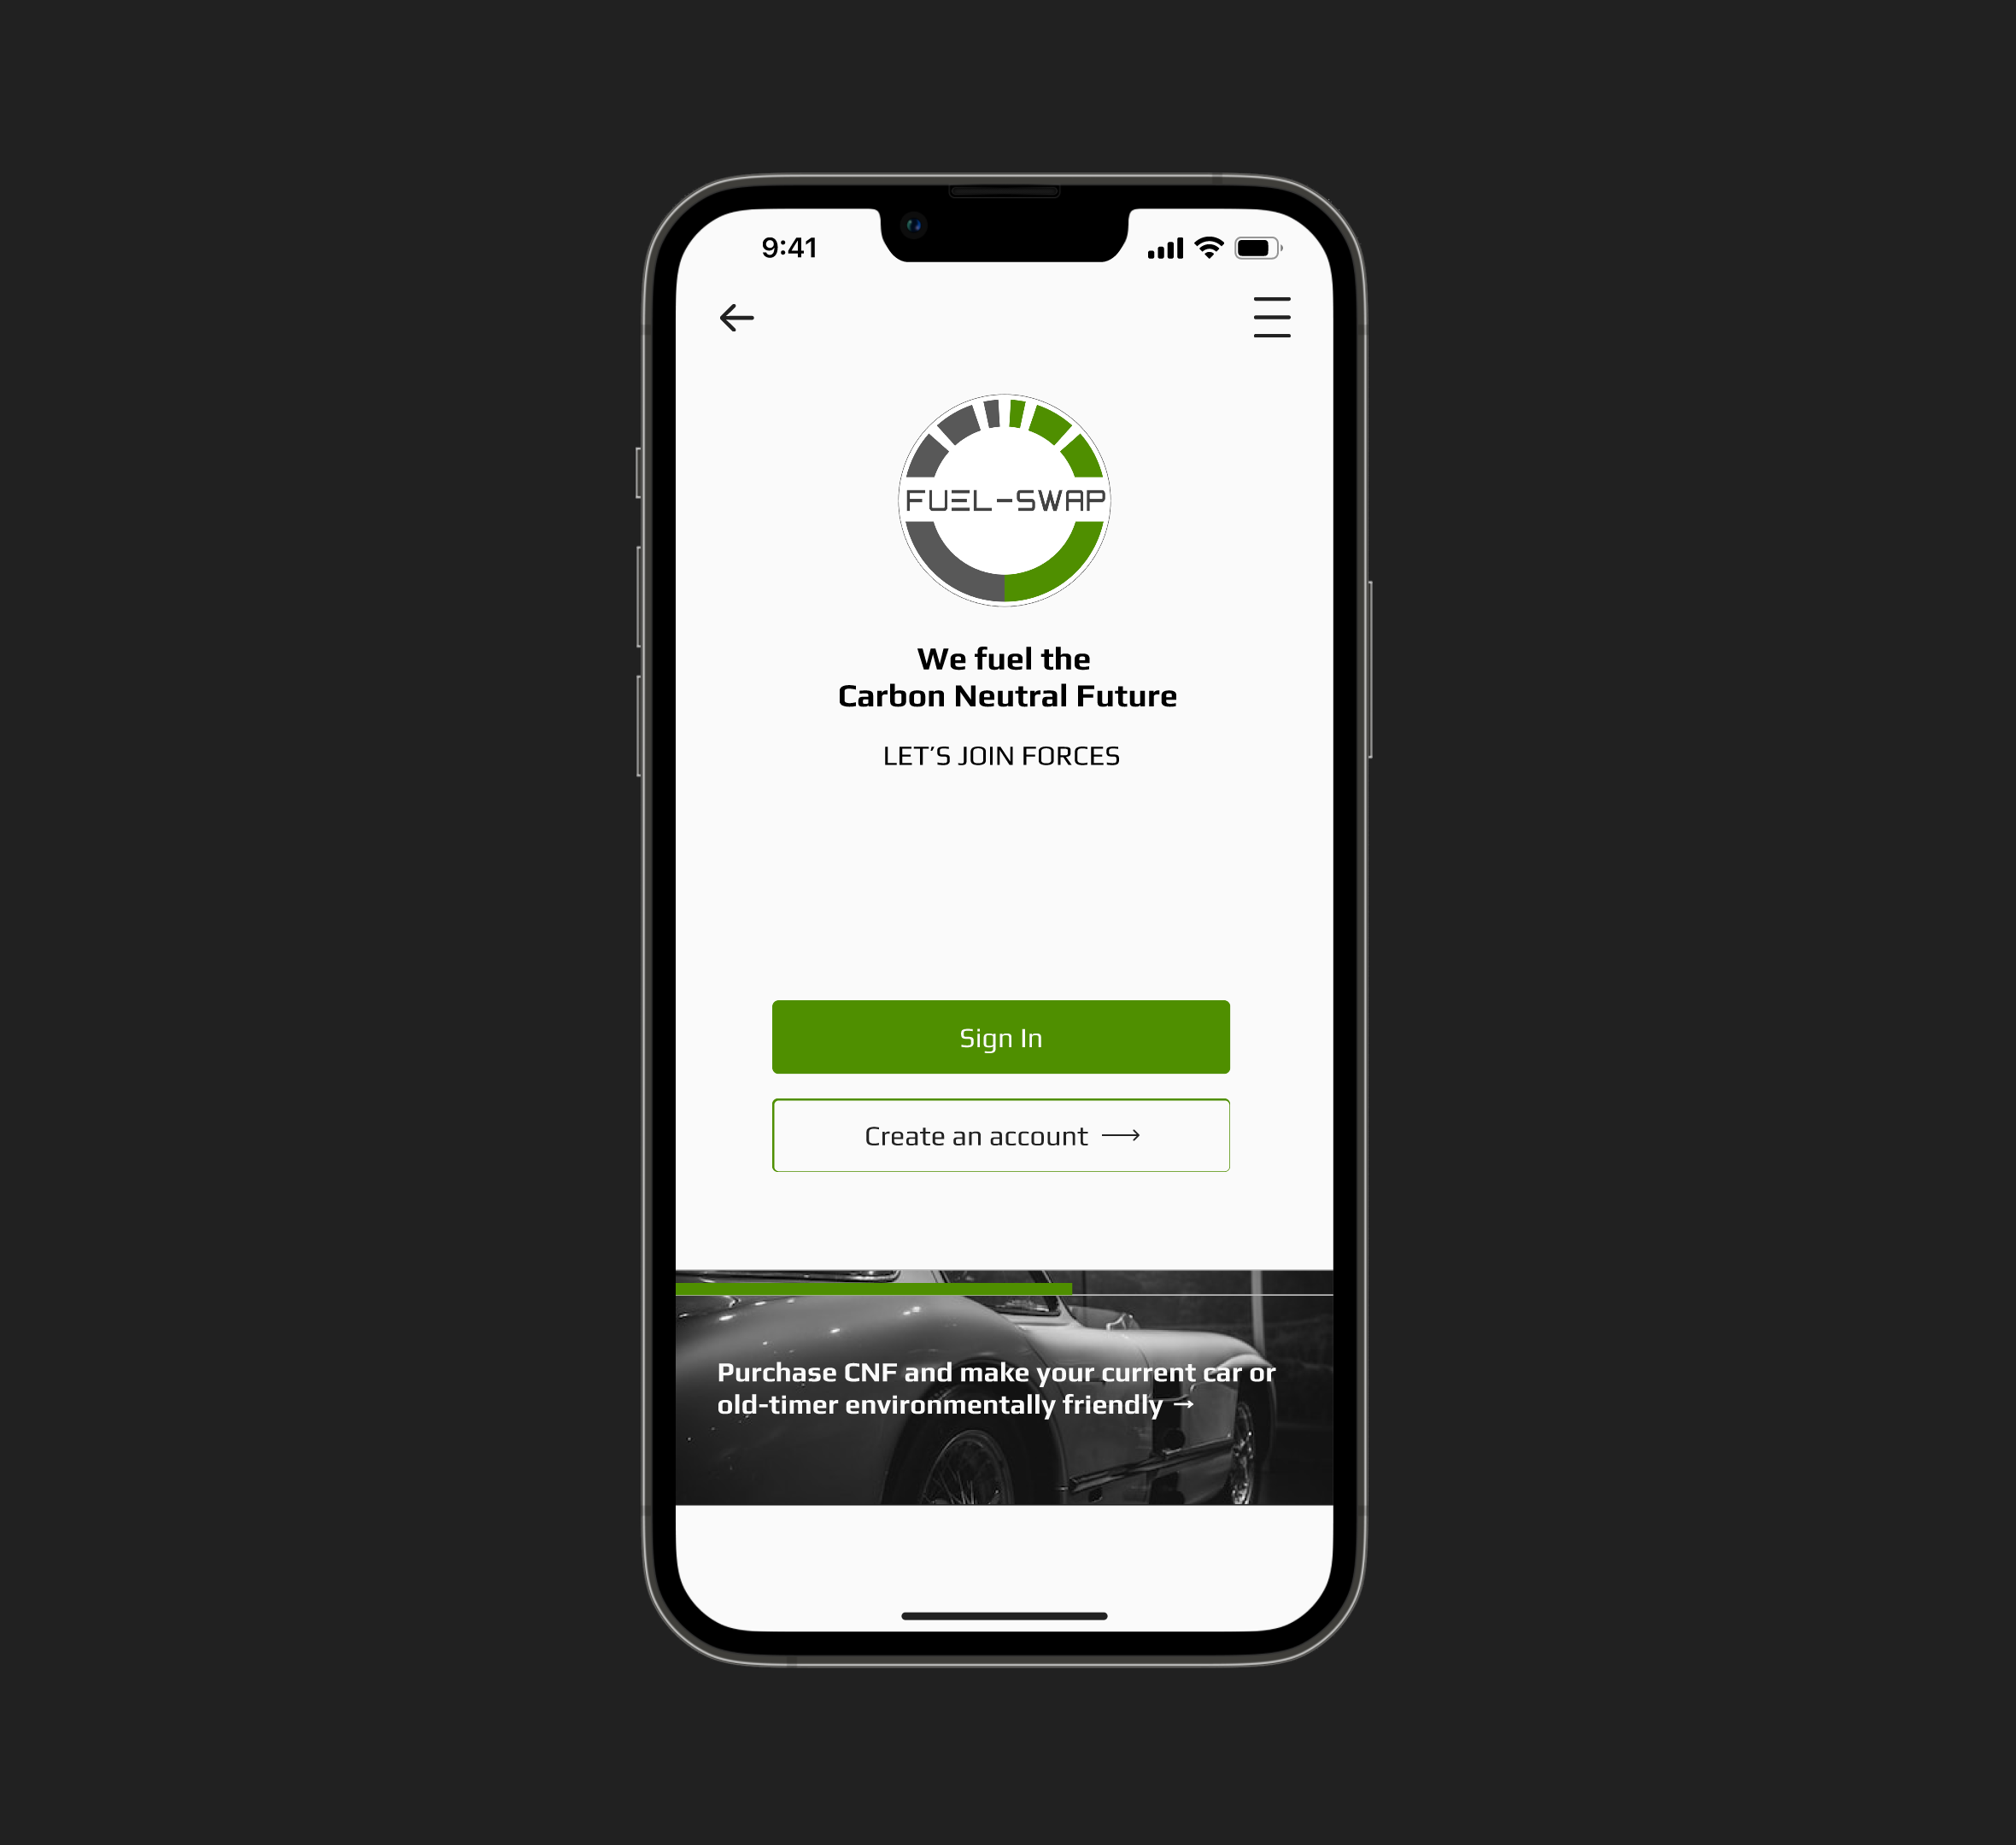 9:41
FUEL-SWAP
We fuel the
Carbon Neutral Future
LET’S JOIN FORCES
Sign In
Create an account ⟶
Purchase CNF and make your current car or
old-timer environmentally friendly →